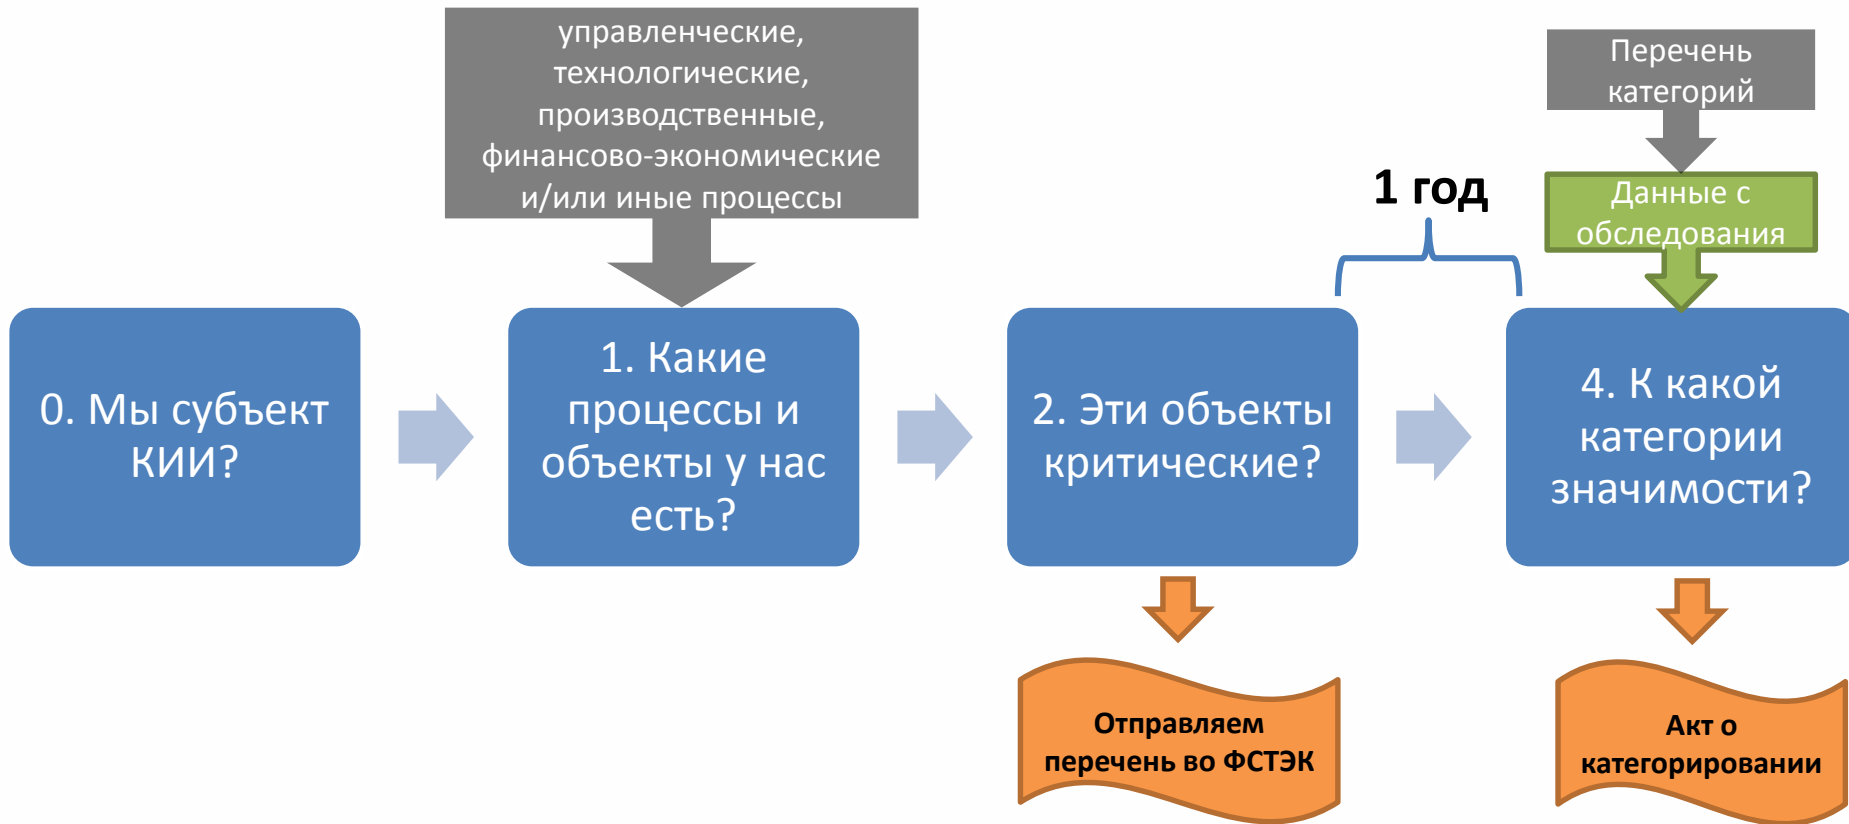 управленческие,
технологические,
производственные,
финансово-экономические
и/или иные процессы
Перечень
категорий
1 год
Данные с
обследования
0. Мы субъект
КИИ?
1. Какие
процессы и
объекты у нас
есть?
2. Эти объекты
критические?
4. К какой
категории
значимости?
Отправляем
перечень во ФСТЭК
Акт о
категорировании